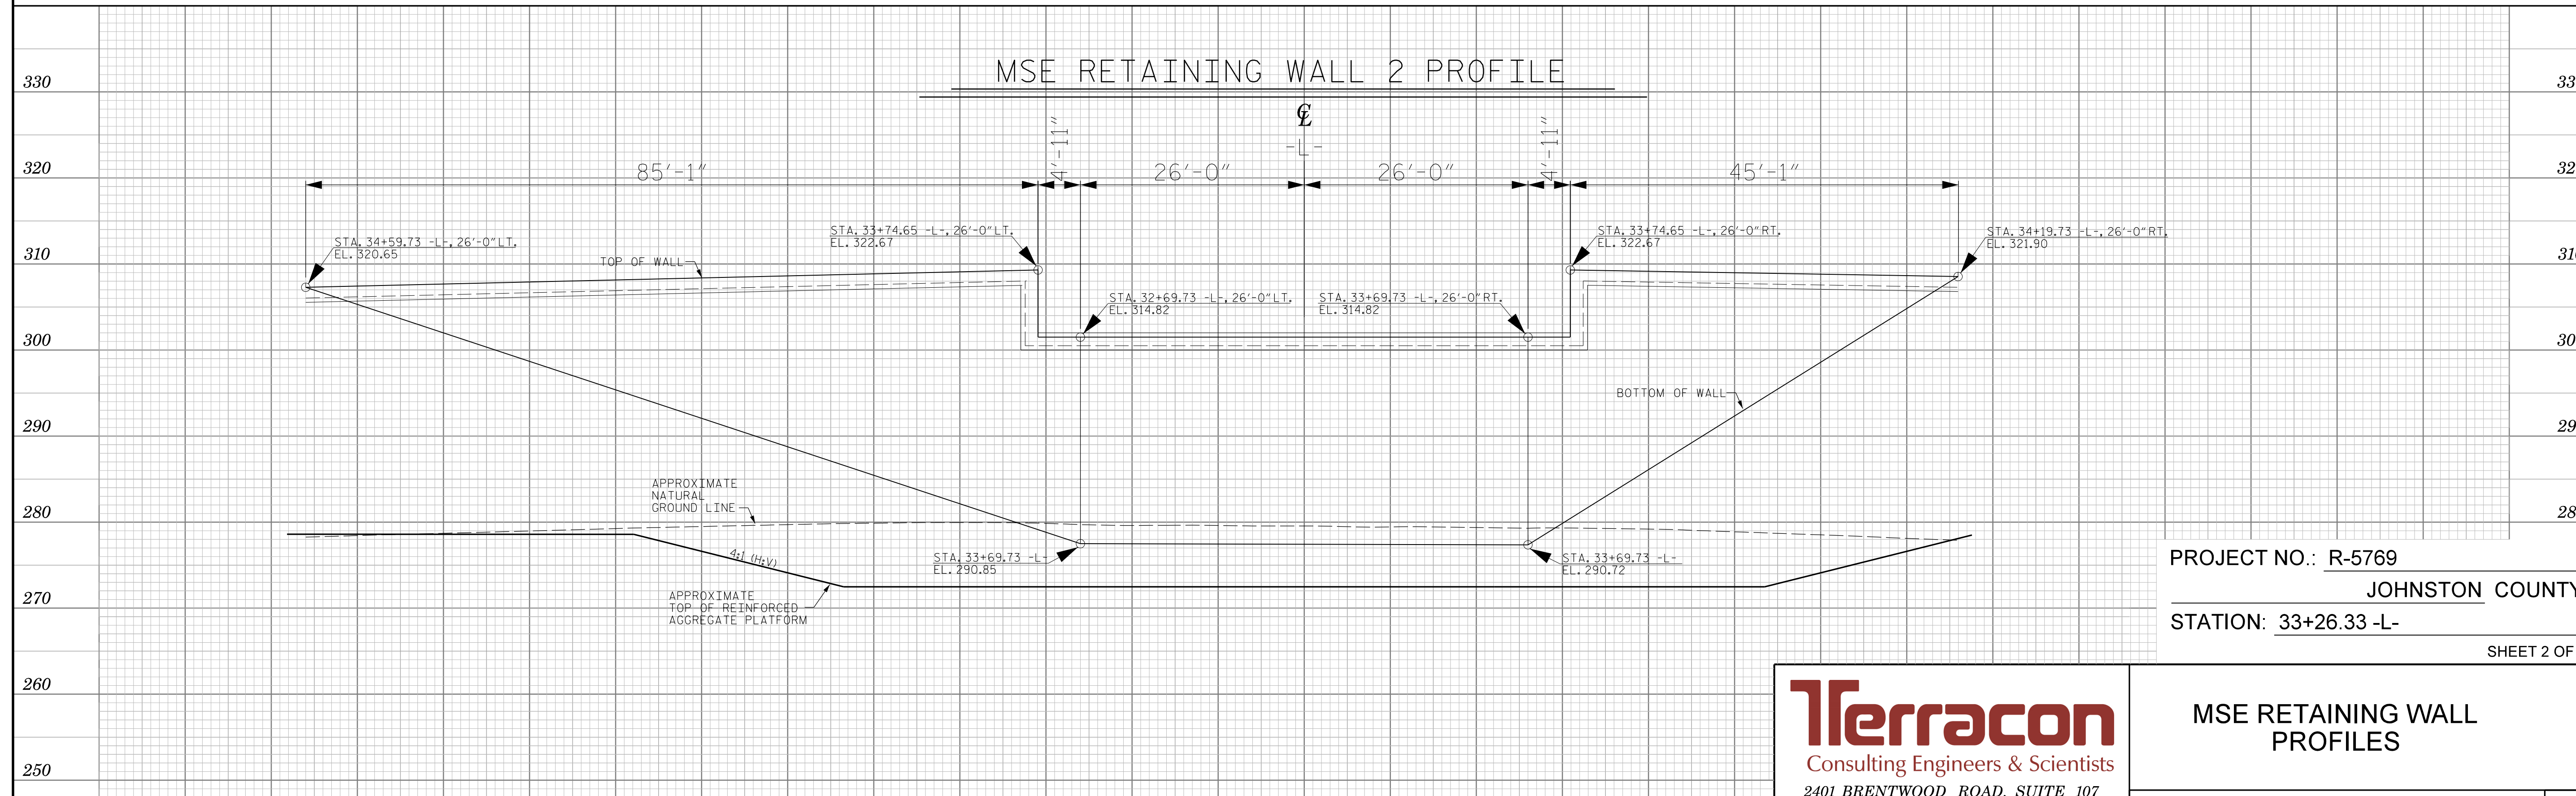 MSE RETAINING WALL 2 PROFILE
℄
-L-
330
320
310
300
290
280
270
260
250
85'-1"
4'-11"
26'-0"
26'-0"
4'-11"
45'-1"
STA. 34+59.73 -L-, 26'-0" LT.
EL. 320.65
TOP OF WALL
STA. 33+74.65 -L-, 26'-0" LT.
EL. 322.67
STA. 32+69.73 -L-, 26'-0" LT.
EL. 314.82
STA. 33+69.73 -L-, 26'-0" RT.
EL. 314.82
STA. 33+74.65 -L-, 26'-0" RT.
EL. 322.67
STA. 34+19.73 -L-, 26'-0" RT.
EL. 321.90
BOTTOM OF WALL
APPROXIMATE
NATURAL
GROUND LINE
4:1 (H:V)
STA. 33+69.73 -L-
EL. 290.85
STA. 33+69.73 -L-
EL. 290.72
APPROXIMATE
TOP OF REINFORCED
AGGREGATE PLATFORM
33
32
31
30
29
28
PROJECT NO.: R-5769
JOHNSTON COUNTY
STATION: 33+26.33 -L-
SHEET 2 OF
Terracon
Consulting Engineers & Scientists
2401 BRENTWOOD ROAD, SUITE 107
MSE RETAINING WALL
PROFILES